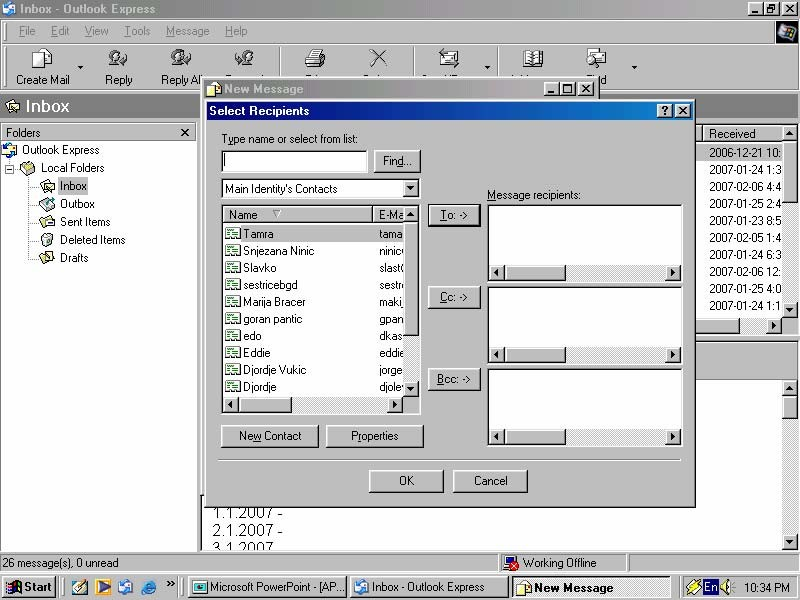 Inbox - Outlook Express
File Edit View Tools Message Help
Create Mail Reply Reply Al
New Message
Inbox
Select Recipients
Folders
Outlook Express
Local Folders
Inbox
Outbox
Sent Items
Deleted Items
Drafts
Type name or select from list:
Find...
Main Identity's Contacts
Name E-Ma
Tamra tama
Snjezana Ninic ninic
Slavko slast
sestricebgd sestr
Marija Bracer maki_
goran pantic gpan
edo dkas
Eddie eddie
Djordje Vukic jorge
Djordje djole
New Contact Properties
To: ->
Cc: ->
Bcc: ->
Message recipients:
OK Cancel
Received
2006-12-21 10:
2007-01-24 1:3
2007-02-06 4:4
2007-01-25 2:4
2007-01-23 8:5
2007-02-05 1:4
2007-01-24 6:3
2007-02-06 12:
2007-01-25 4:0
2007-01-24 1:1
1.1.2007 -
2.1.2007 -
3.1.2007
26 message(s), 0 unread
Working Offline
Start
Microsoft PowerPoint - [AP...
Inbox - Outlook Express
New Message
En
10:34 PM